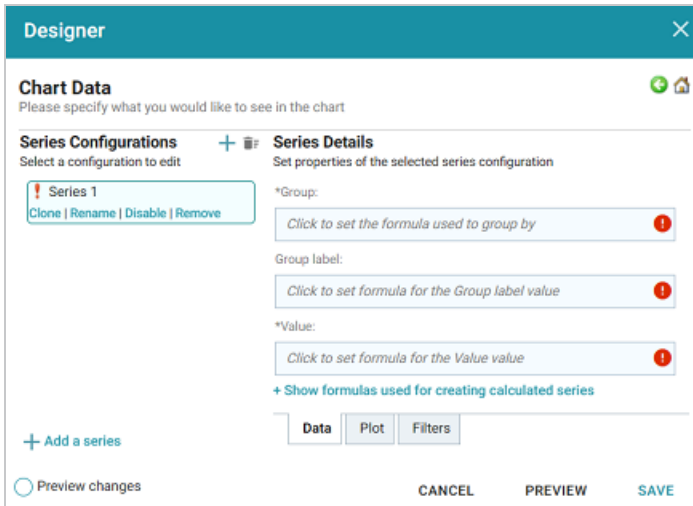 Designer
Chart Data
Please specify what you would like to see in the chart
Series Configurations
Select a configuration to edit
Series 1
Clone | Rename | Disable | Remove
+ Add a series
Series Details
Set properties of the selected series configuration
*Group:
Click to set the formula used to group by
Group label:
Click to set formula for the Group label value
*Value:
Click to set formula for the Value value
+ Show formulas used for creating calculated series
Data Plot Filters
Preview changes
CANCEL PREVIEW SAVE